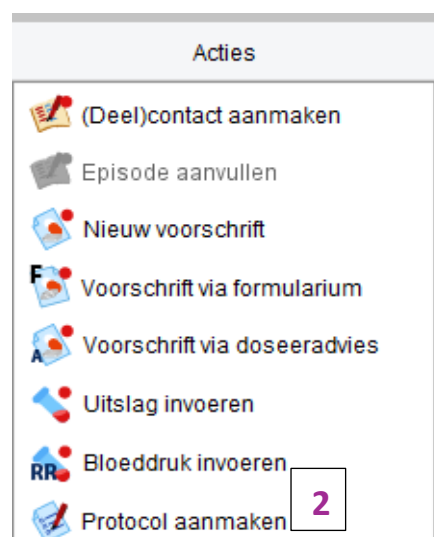 Acties
(Deel)contact aanmaken
Episode aanvullen
F
Nieuw voorschrift
Voorschrift via formularium
A
Voorschrift via doseeradvies
Uitslag invoeren
RR
Bloeddruk invoeren
2
Protocol aanmaken